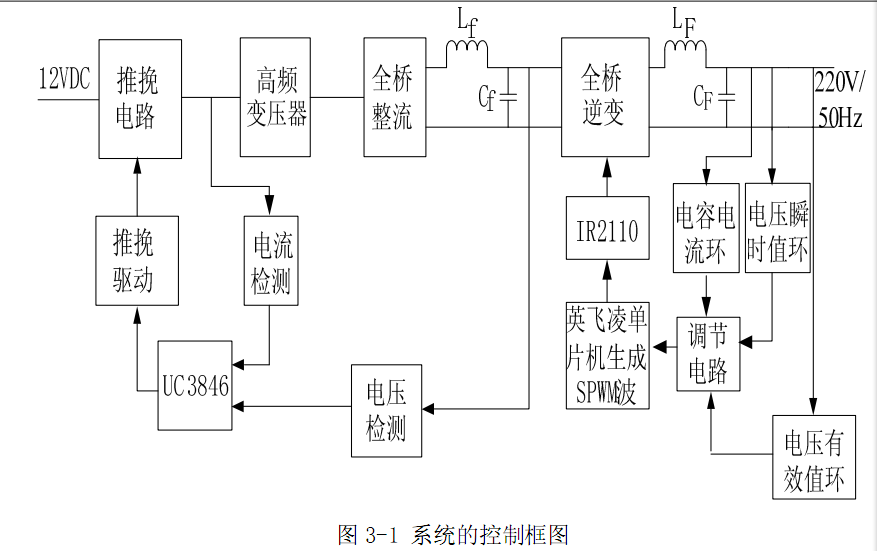 12VDC
推挽
电路
高频
变压器
全桥
整流
Lf
Cf
全桥
逆变
LF
CF
220V/
50Hz
推挽
驱动
电流
检测
IR2110
电容电
流环
电压瞬
时值环
UC3846
电压
检测
英飞凌单
片机生成
SPWM波
调节
电路
电压有
效值环
图 3-1 系统的控制框图